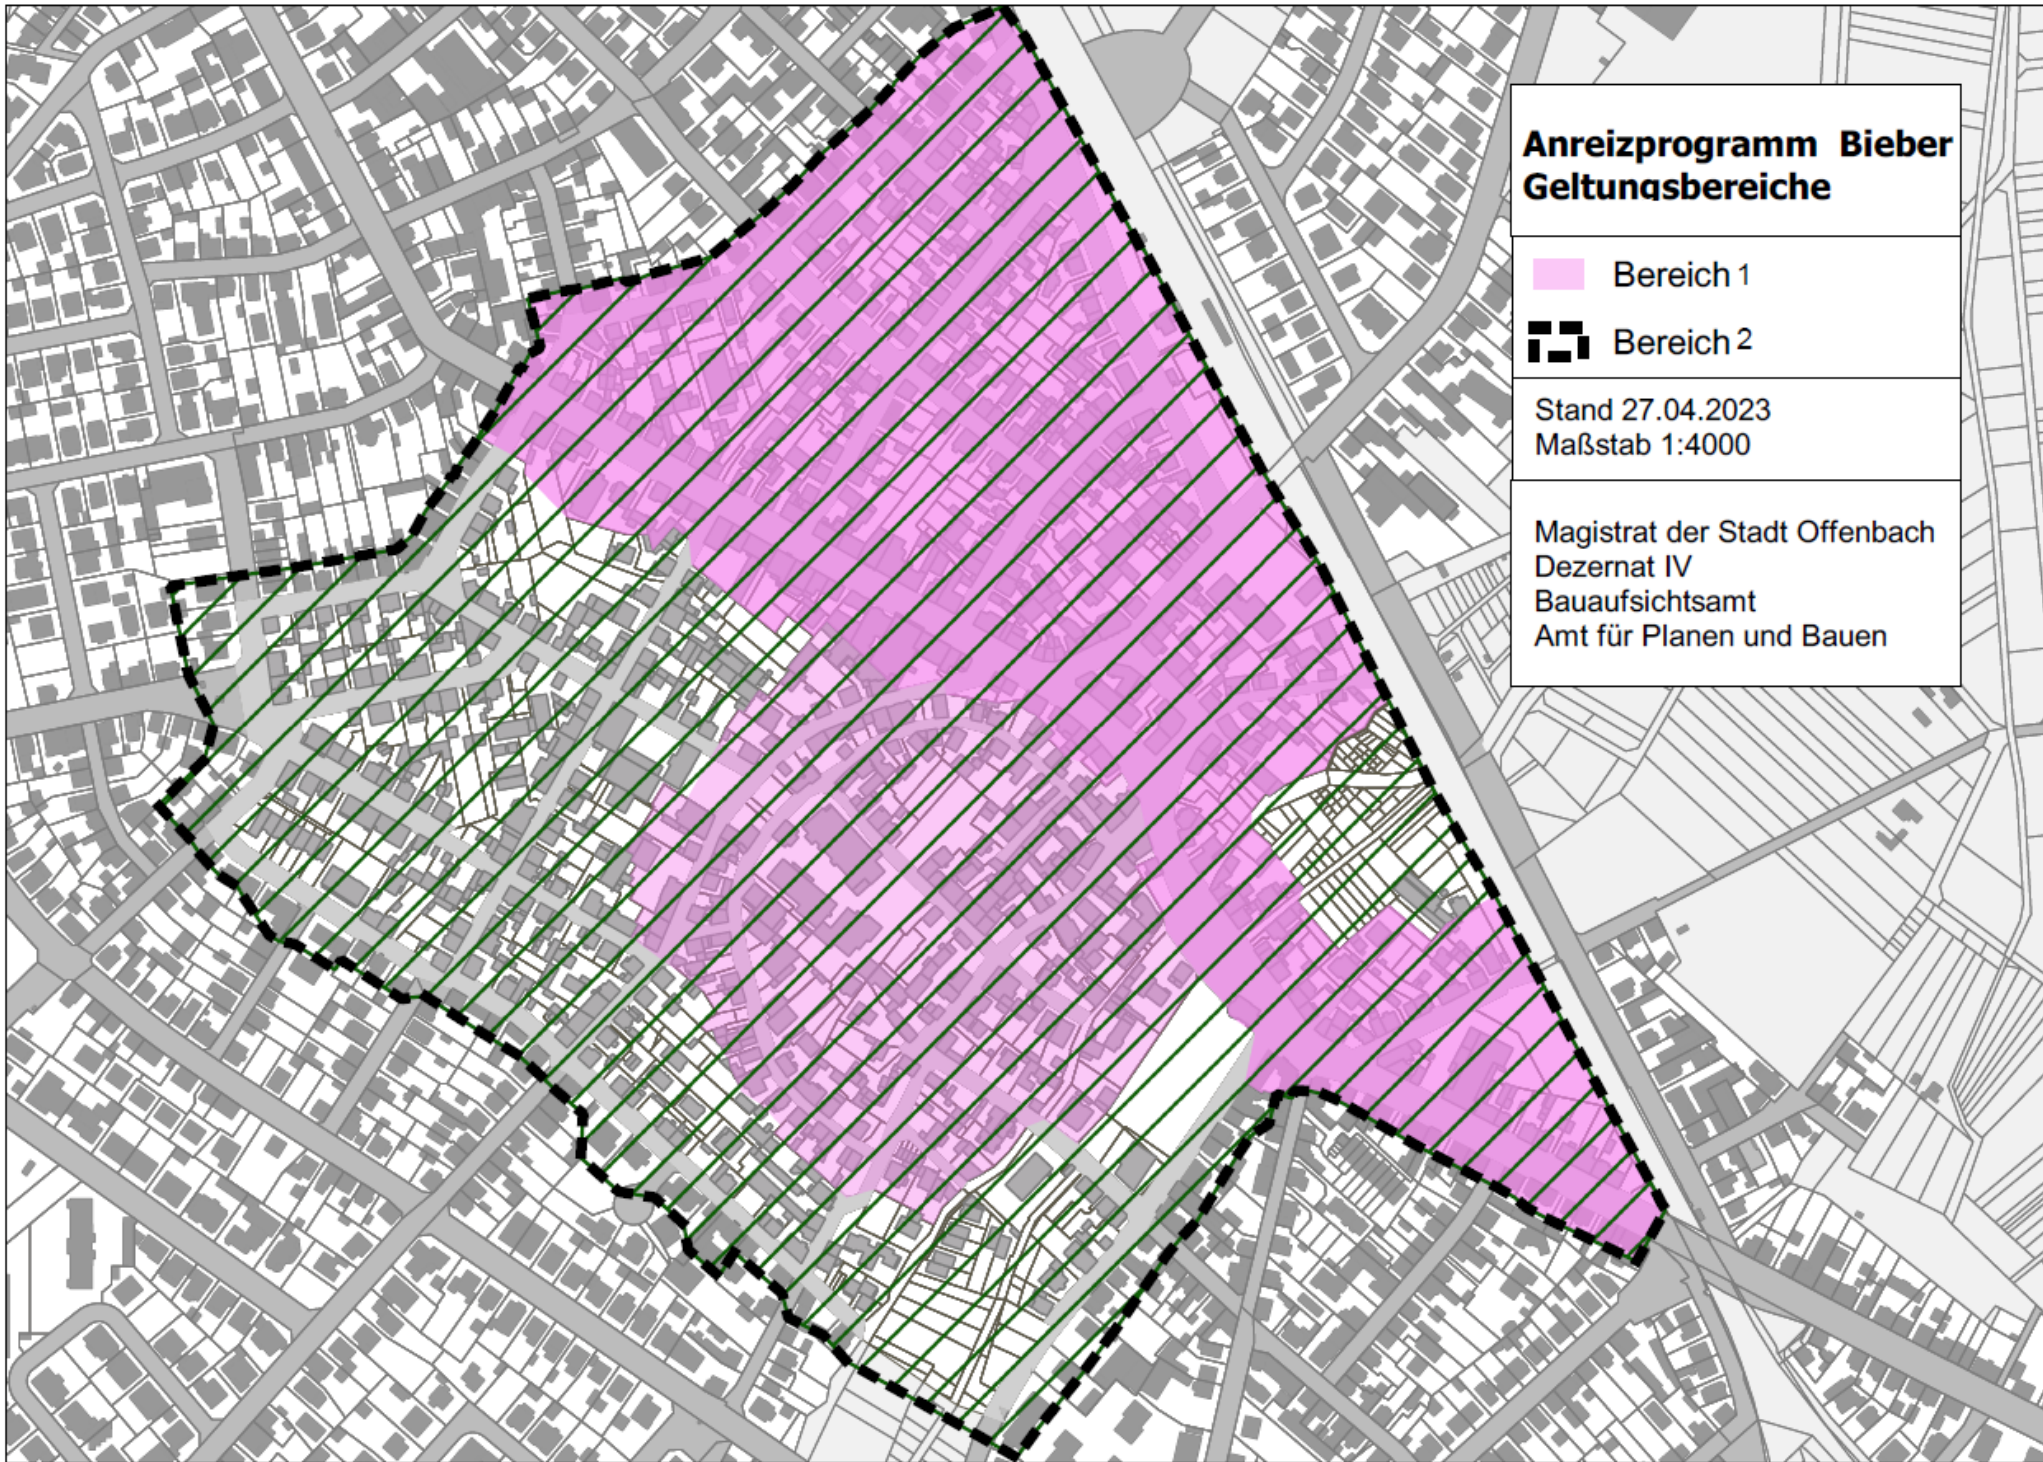 Anreizprogramm Bieber
Geltungsbereiche
Bereich 1
Bereich 2
Stand 27.04.2023
Maßstab 1:4000
Magistrat der Stadt Offenbach
Dezernat IV
Bauaufsichtsamt
Amt für Planen und Bauen